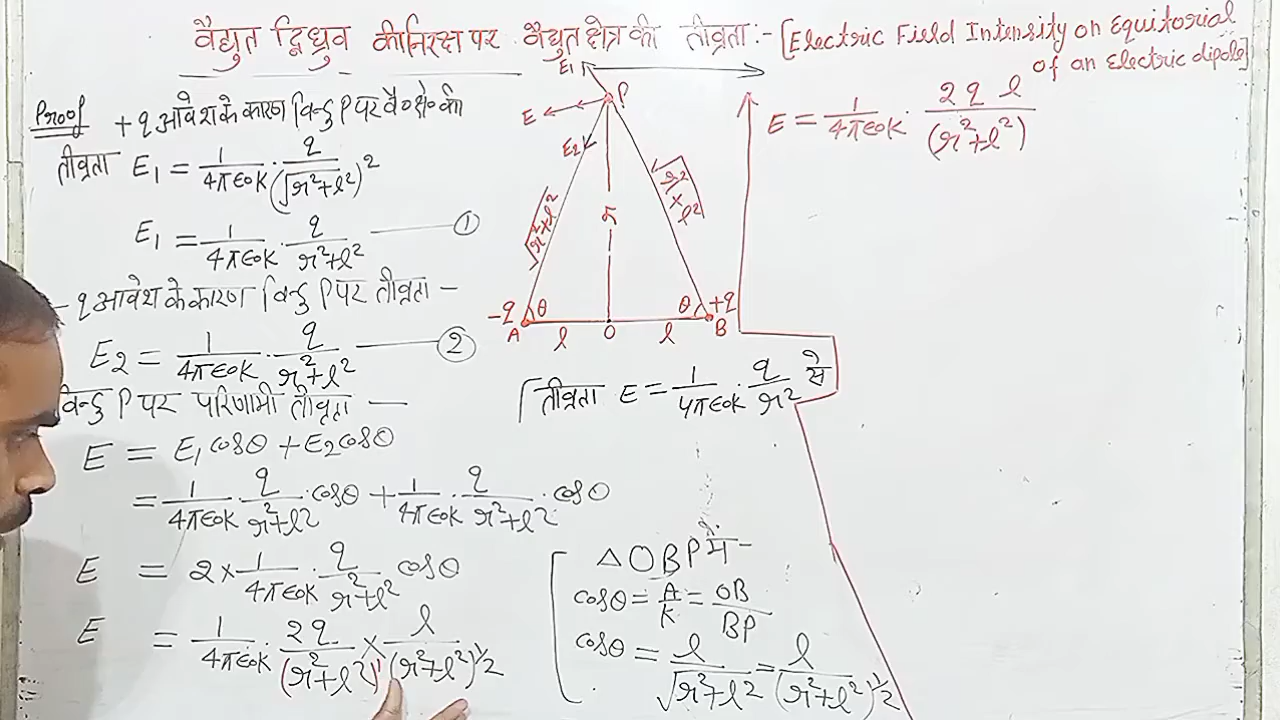 वैद्युत द्विध्रुव की निरक्ष पर वैद्युत क्षेत्र की तीव्रता:- [Electric Field Intensity on Equitorial
of an Electric dipole]
Proof +q आवेश के कारण बिन्दु P पर वै० क्षे० की
तीव्रता E₁ = 1/4πε₀K · q/(√r²+l²)²
E₁ = 1/4πε₀K · q/r²+l² — ①
-q आवेश के कारण बिन्दु P पर तीव्रता -
E₂ = 1/4πε₀K · q/r²+l² — ②
बिन्दु P पर परिणामी तीव्रता —
E = E₁cosθ + E₂cosθ
= 1/4πε₀K · q/r²+l² · cosθ + 1/4πε₀K · q/r²+l² · cosθ
E = 2 × 1/4πε₀K · q/r²+l² cosθ
E = 1/4πε₀K · 2q/(r²+l²)¹ × l/(r²+l²)^1/2
E₁
P
E
E₂
√r²+l²
r
√r²+l²
-q θ θ +q
A l O l B
तीव्रता E = 1/4πε₀K · q/r² से
△OBP में -
cosθ = A/K = OB/BP
cosθ = l/√r²+l² = l/(r²+l²)^1/2
E = 1/4πε₀K · 2ql/(r²+l²)